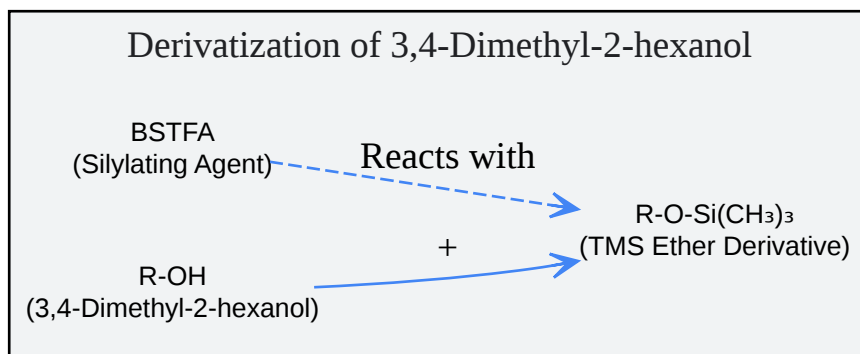 Derivatization of 3,4-Dimethyl-2-hexanol
BSTFA
(Silylating Agent)
Reacts with
R-O-Si(CH₃)₃
(TMS Ether Derivative)
+
R-OH
(3,4-Dimethyl-2-hexanol)